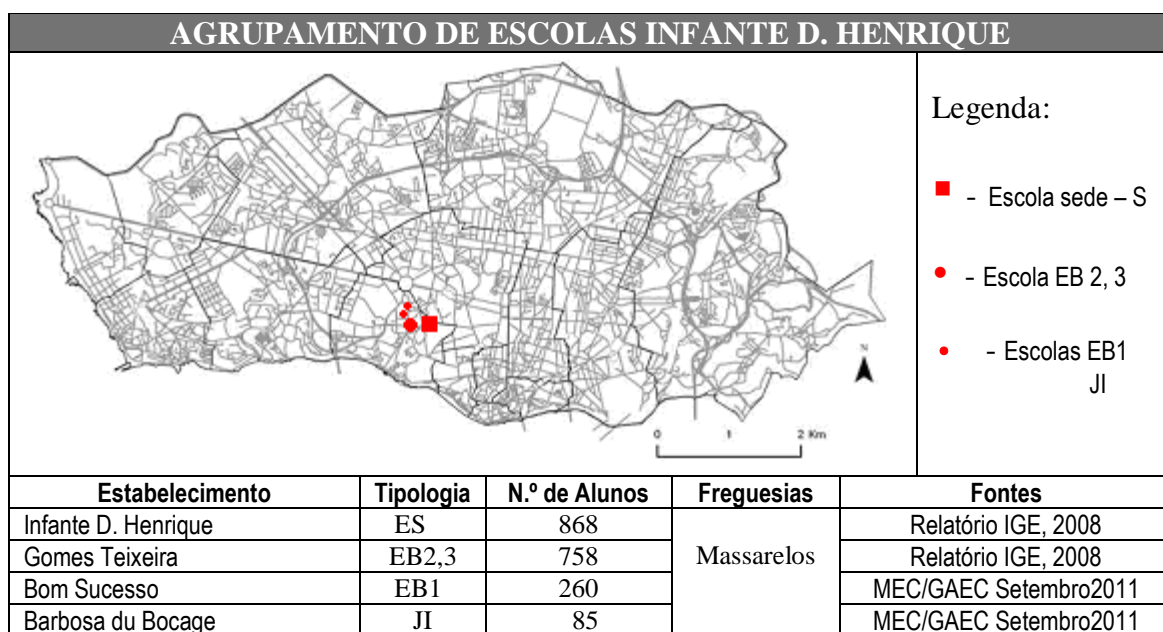 AGRUPAMENTO DE ESCOLAS INFANTE D. HENRIQUE
Legenda:
- Escola sede – S
- Escola EB 2, 3
- Escolas EB1
JI
N
0 1 2 Km
Estabelecimento Tipologia N.º de Alunos Freguesias Fontes
Infante D. Henrique ES 868 Relatório IGE, 2008
Gomes Teixeira EB2,3 758 Massarelos Relatório IGE, 2008
Bom Sucesso EB1 260 MEC/GAEC Setembro2011
Barbosa du Bocage JI 85 MEC/GAEC Setembro2011